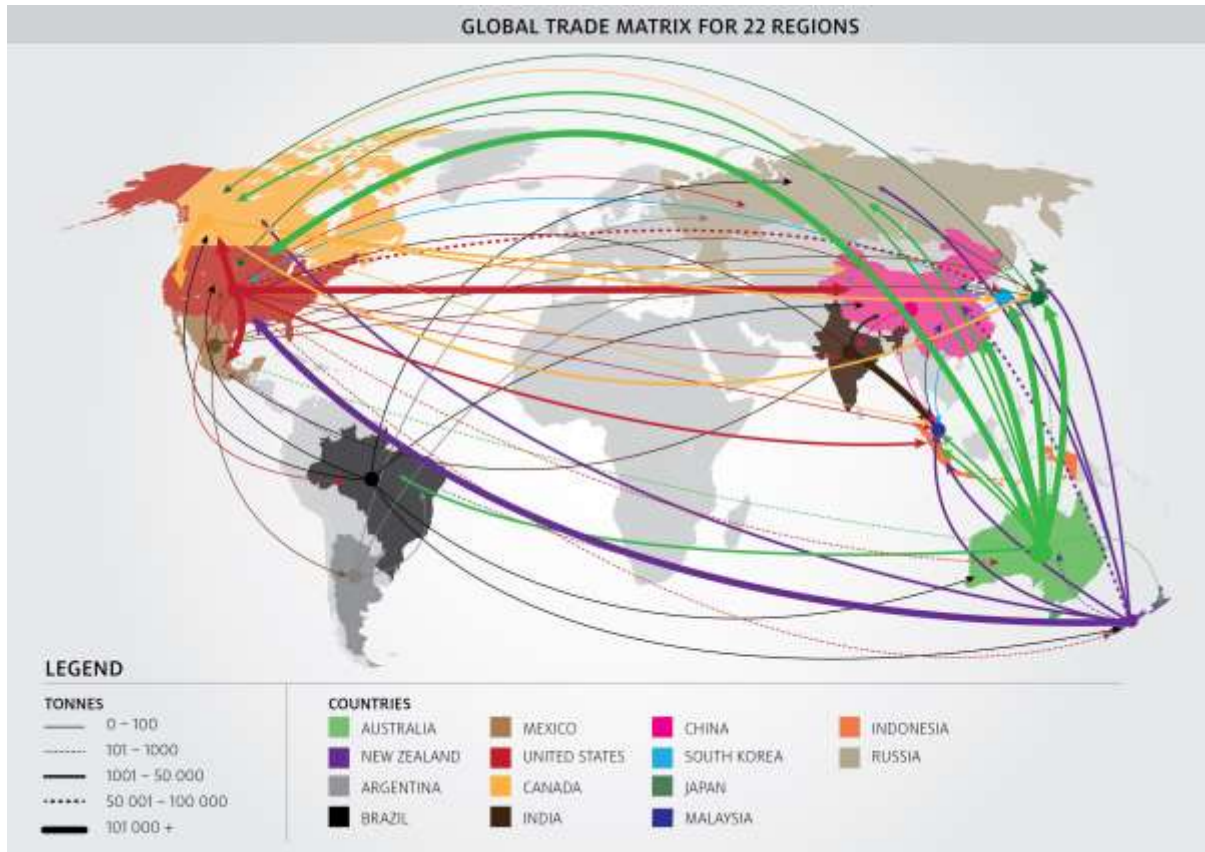 GLOBAL TRADE MATRIX FOR 22 REGIONS
LEGEND
TONNES
0 – 100
101 – 1000
1001 – 50 000
50 001 – 100 000
101 000 +
COUNTRIES
AUSTRALIA
NEW ZEALAND
ARGENTINA
BRAZIL
MEXICO
UNITED STATES
CANADA
INDIA
CHINA
SOUTH KOREA
JAPAN
MALAYSIA
INDONESIA
RUSSIA